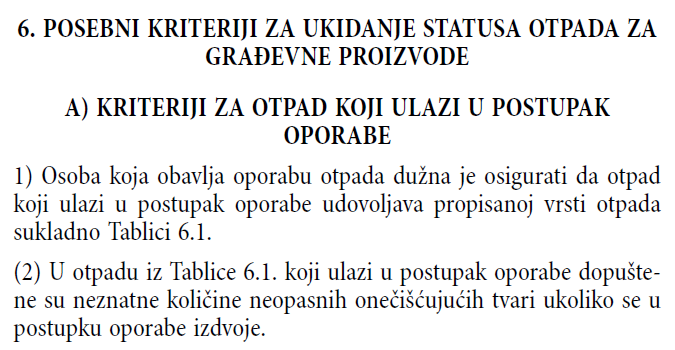 6. POSEBNI KRITERIJI ZA UKIDANJE STATUSA OTPADA ZA
GRAĐEVNE PROIZVODE
A) KRITERIJI ZA OTPAD KOJI ULAZI U POSTUPAK
OPORABE
1) Osoba koja obavlja oporabu otpada dužna je osigurati da otpad
koji ulazi u postupak oporabe udovoljava propisanoj vrsti otpada
sukladno Tablici 6.1.
(2) U otpadu iz Tablice 6.1. koji ulazi u postupak oporabe dopušte-
ne su neznatne količine neopasnih onečišćujućih tvari ukoliko se u
postupku oporabe izdvoje.